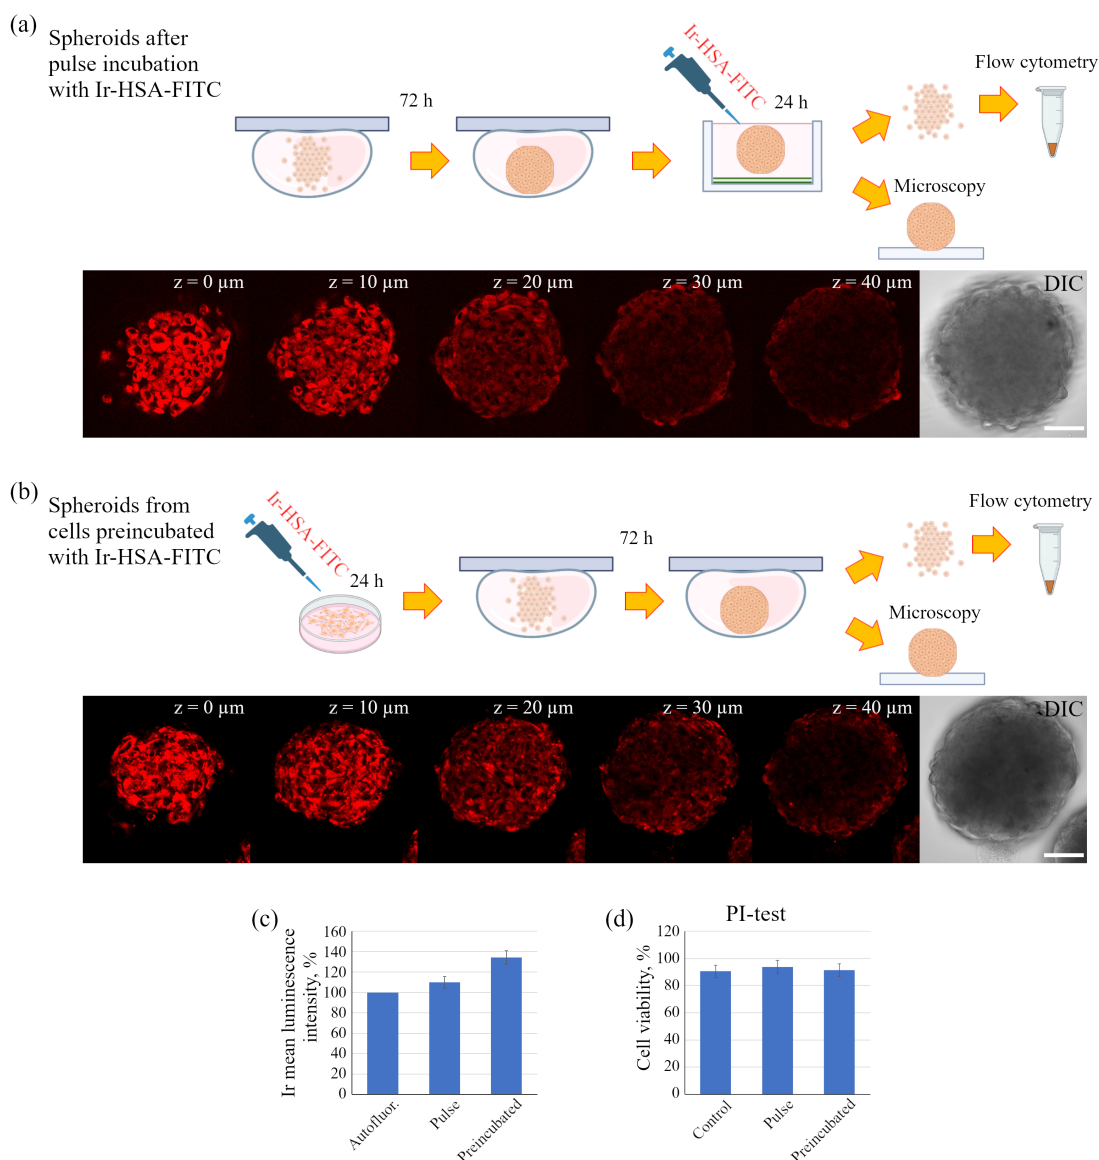 (a)
Spheroids after
pulse incubation
with Ir-HSA-FITC
72 h
Ir-HSA-FITC
24 h
Flow cytometry
Microscopy
z = 0 µm
z = 10 µm
z = 20 µm
z = 30 µm
z = 40 µm
DIC
(b)
Spheroids from
cells preincubated
with Ir-HSA-FITC
Ir-HSA-FITC
24 h
72 h
Flow cytometry
Microscopy
z = 0 µm
z = 10 µm
z = 20 µm
z = 30 µm
z = 40 µm
DIC
(c)
Ir mean luminescence
intensity, %
160
140
120
100
80
60
40
20
0
Autofluor.
Pulse
Preincubated
(d)
PI-test
Cell viability, %
120
100
80
60
40
20
0
Control
Pulse
Preincubated